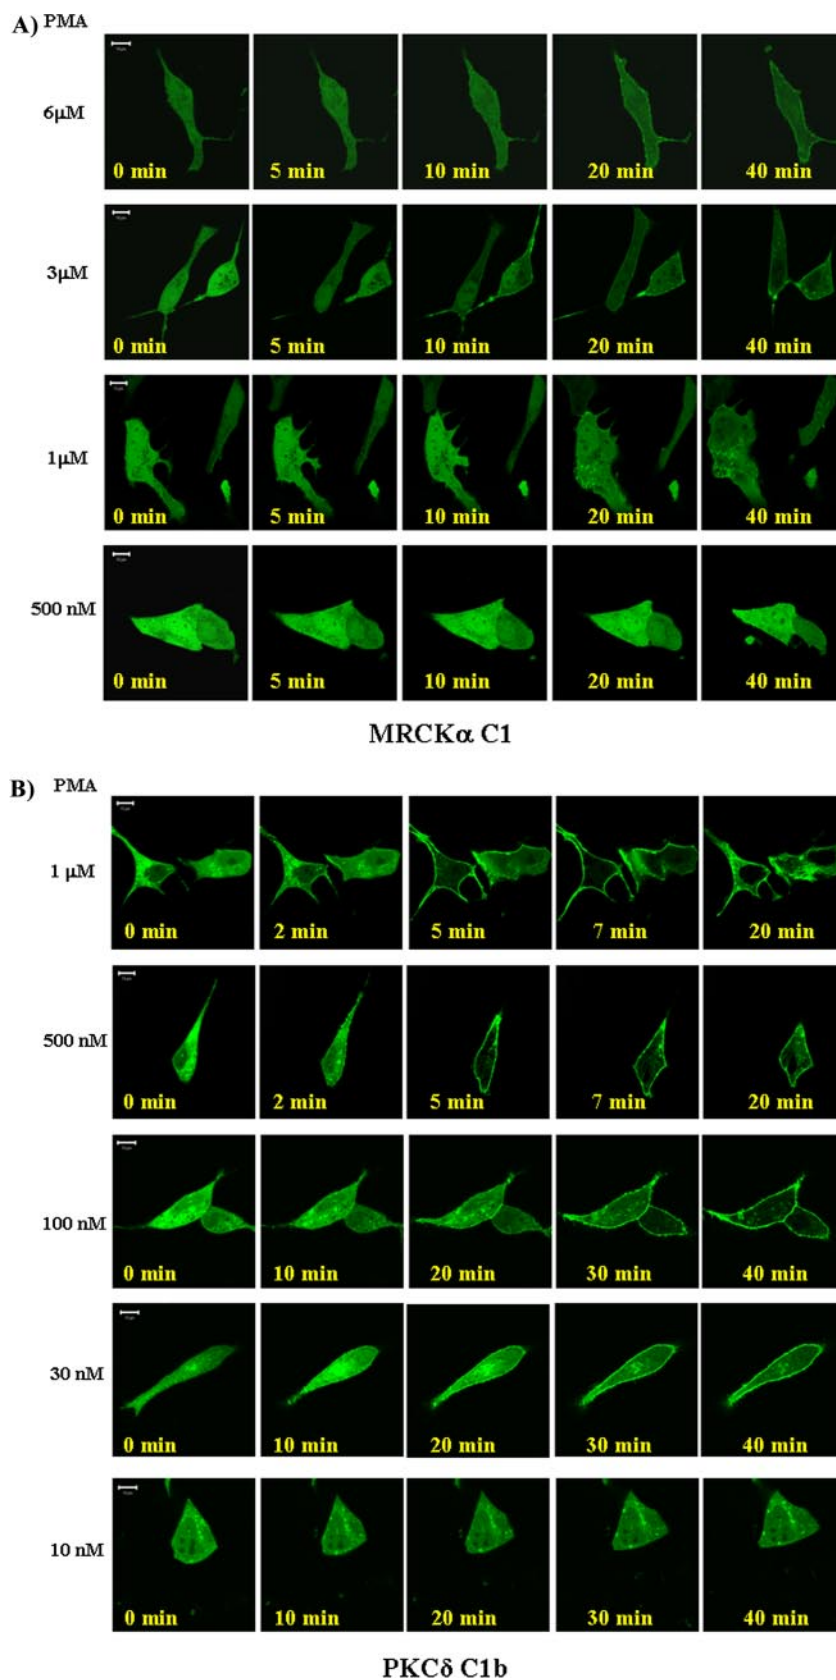 A) PMA
6µM
0 min 5 min 10 min 20 min 40 min
3µM
0 min 5 min 10 min 20 min 40 min
1µM
0 min 5 min 10 min 20 min 40 min
500 nM
0 min 5 min 10 min 20 min 40 min
MRCKα C1
B) PMA
1 µM
0 min 2 min 5 min 7 min 20 min
500 nM
0 min 2 min 5 min 7 min 20 min
100 nM
0 min 10 min 20 min 30 min 40 min
30 nM
0 min 10 min 20 min 30 min 40 min
10 nM
0 min 10 min 20 min 30 min 40 min
PKCδ C1b